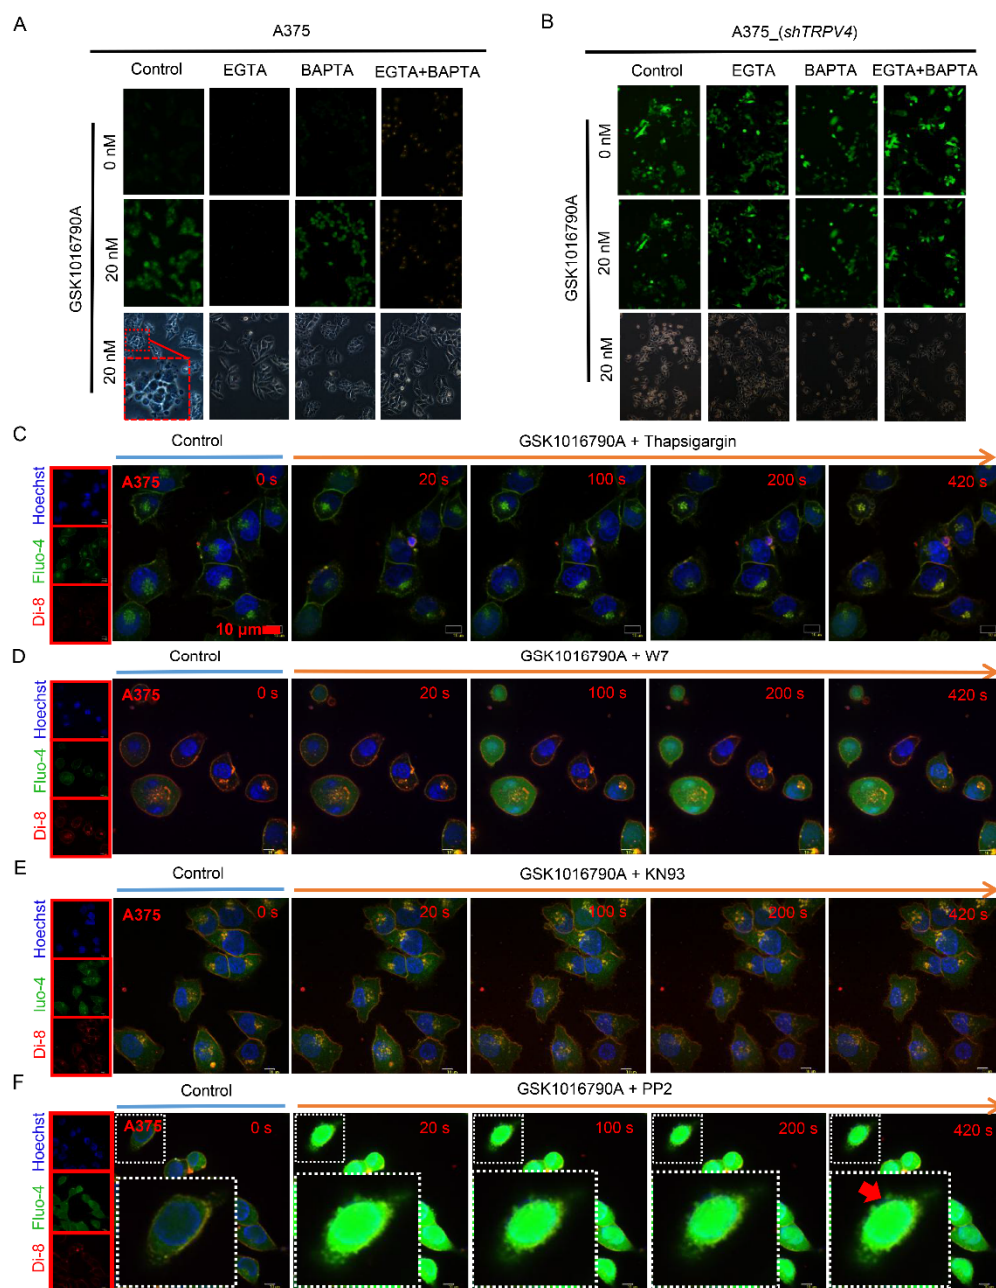 A
A375
Control
EGTA
BAPTA
EGTA+BAPTA
GSK1016790A
0 nM
20 nM
20 nM
B
A375_(shTRPV4)
Control
EGTA
BAPTA
EGTA+BAPTA
GSK1016790A
0 nM
20 nM
20 nM
C
Control
GSK1016790A + Thapsigargin
Hoechst
Fluo-4
Di-8
A375
0 s
20 s
100 s
200 s
420 s
10 μm
D
Control
GSK1016790A + W7
Hoechst
Fluo-4
Di-8
A375
0 s
20 s
100 s
200 s
420 s
E
Control
GSK1016790A + KN93
Hoechst
luo-4
Di-8
A375
0 s
20 s
100 s
200 s
420 s
F
Control
GSK1016790A + PP2
Hoechst
Fluo-4
Di-8
A375
0 s
20 s
100 s
200 s
420 s